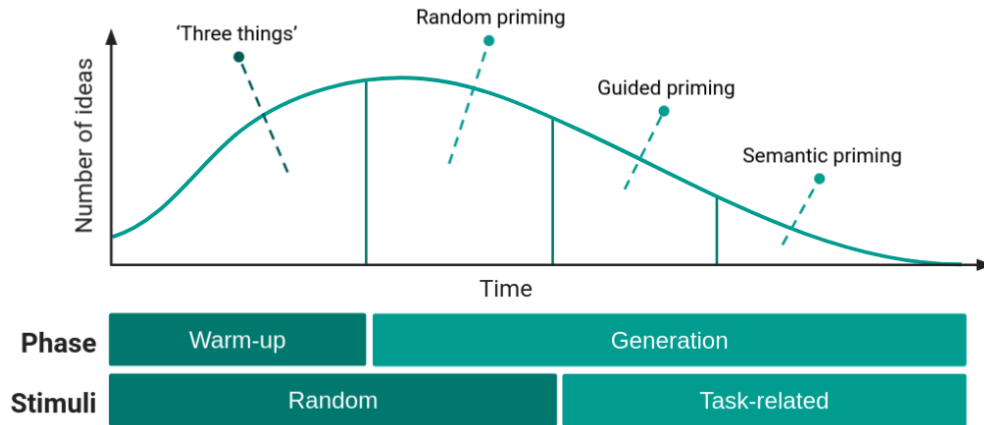 Random priming
‘Three things’
Guided priming
Semantic priming
Number of ideas
Time
Phase
Warm-up
Generation
Stimuli
Random
Task-related